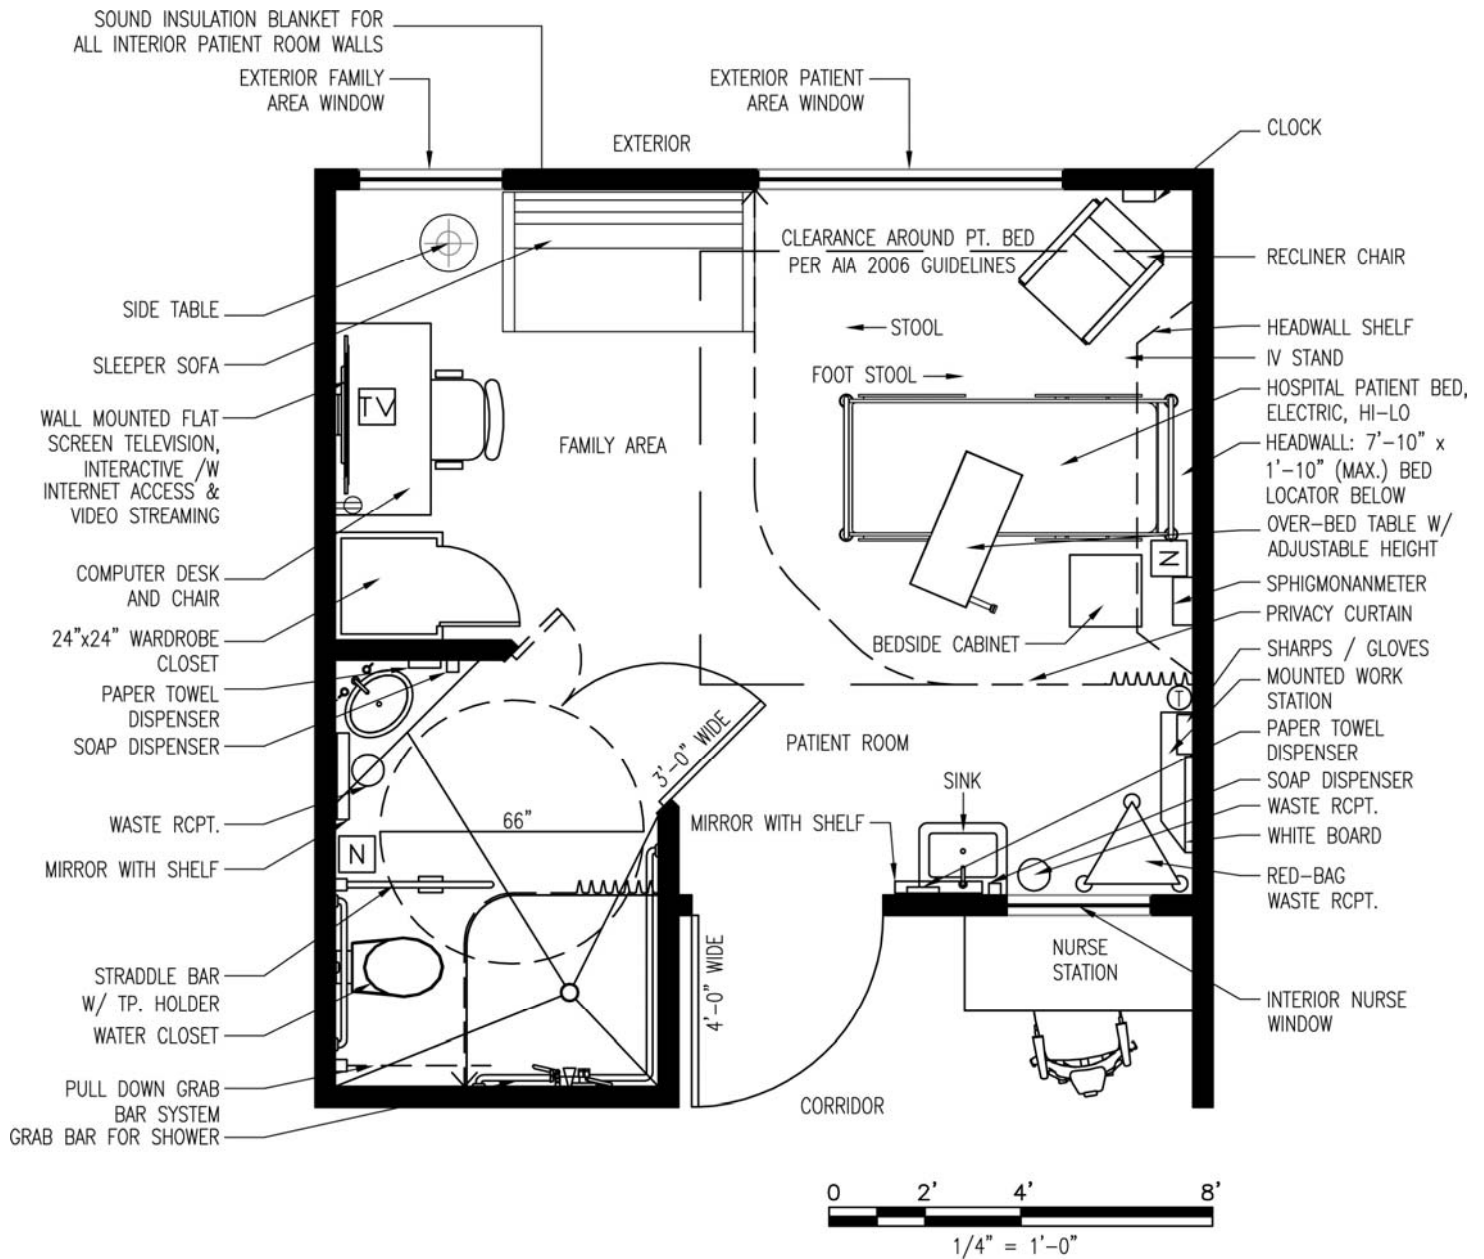 SOUND INSULATION BLANKET FOR
ALL INTERIOR PATIENT ROOM WALLS
EXTERIOR FAMILY
AREA WINDOW
EXTERIOR PATIENT
AREA WINDOW
EXTERIOR
CLOCK
CLEARANCE AROUND PT. BED
PER AIA 2006 GUIDELINES
RECLINER CHAIR
SIDE TABLE
STOOL
HEADWALL SHELF
IV STAND
SLEEPER SOFA
FOOT STOOL
HOSPITAL PATIENT BED,
ELECTRIC, HI-LO
WALL MOUNTED FLAT
SCREEN TELEVISION,
INTERACTIVE /W
INTERNET ACCESS &
VIDEO STREAMING
TV
FAMILY AREA
HEADWALL: 7'-10" x
1'-10" (MAX.) BED
LOCATOR BELOW
OVER-BED TABLE W/
ADJUSTABLE HEIGHT
N
COMPUTER DESK
AND CHAIR
SPHIGMONANMETER
PRIVACY CURTAIN
24"x24" WARDROBE
CLOSET
BEDSIDE CABINET
SHARPS / GLOVES
MOUNTED WORK
STATION
T
PAPER TOWEL
DISPENSER
SOAP DISPENSER
3'-0" WIDE
PATIENT ROOM
PAPER TOWEL
DISPENSER
SINK
SOAP DISPENSER
WASTE RCPT.
66"
WASTE RCPT.
MIRROR WITH SHELF
WHITE BOARD
MIRROR WITH SHELF
N
RED-BAG
WASTE RCPT.
STRADDLE BAR
W/ TP. HOLDER
4'-0" WIDE
NURSE
STATION
WATER CLOSET
INTERIOR NURSE
WINDOW
PULL DOWN GRAB
BAR SYSTEM
GRAB BAR FOR SHOWER
CORRIDOR
0 2' 4' 8'
1/4" = 1'-0"